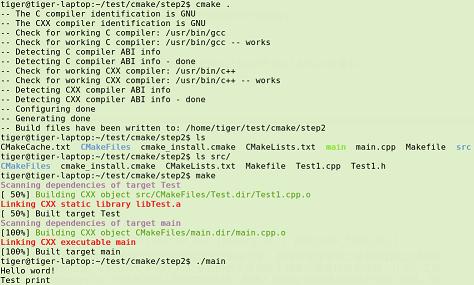 tiger@tiger-laptop:~/test/cmake/step2$ cmake .
-- The C compiler identification is GNU
-- The CXX compiler identification is GNU
-- Check for working C compiler: /usr/bin/gcc
-- Check for working C compiler: /usr/bin/gcc -- works
-- Detecting C compiler ABI info
-- Detecting C compiler ABI info - done
-- Check for working CXX compiler: /usr/bin/c++
-- Check for working CXX compiler: /usr/bin/c++ -- works
-- Detecting CXX compiler ABI info
-- Detecting CXX compiler ABI info - done
-- Configuring done
-- Generating done
-- Build files have been written to: /home/tiger/test/cmake/step2
tiger@tiger-laptop:~/test/cmake/step2$ ls
CMakeCache.txt CMakeFiles cmake_install.cmake CMakeLists.txt main main.cpp Makefile src
tiger@tiger-laptop:~/test/cmake/step2$ ls src/
CMakeFiles cmake_install.cmake CMakeLists.txt Makefile Test1.cpp Test1.h
tiger@tiger-laptop:~/test/cmake/step2$ make
Scanning dependencies of target Test
[ 50%] Building CXX object src/CMakeFiles/Test.dir/Test1.cpp.o
Linking CXX static library libTest.a
[ 50%] Built target Test
Scanning dependencies of target main
[100%] Building CXX object CMakeFiles/main.dir/main.cpp.o
Linking CXX executable main
[100%] Built target main
tiger@tiger-laptop:~/test/cmake/step2$ ./main
Hello word!
Test print